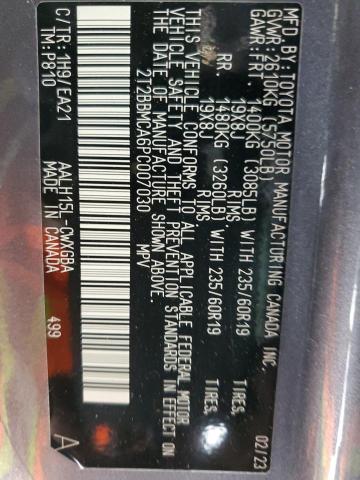 MFD BY: TOYOTA MOTOR MANUFACTURING CANADA INC. 02/23
GVWR: 2610KG (5750LB)
GAWR: FRT. 1400KG (3085LB) WITH 235/60R19 TIRES,
19X8J RIMS
RR. 1480KG (3260LB) WITH 235/60R19 TIRES,
19X8J RIMS
THIS VEHICLE CONFORMS TO ALL APPLICABLE FEDERAL MOTOR
VEHICLE SAFETY AND THEFT PREVENTION STANDARDS IN EFFECT ON
THE DATE OF MANUFACTURE SHOWN ABOVE.
2T2BBMCA6PC007030 MPV
C/TR: 1H9/EA21 AALH15L-CWXGBA 499 A
TM: P810 MADE IN CANADA